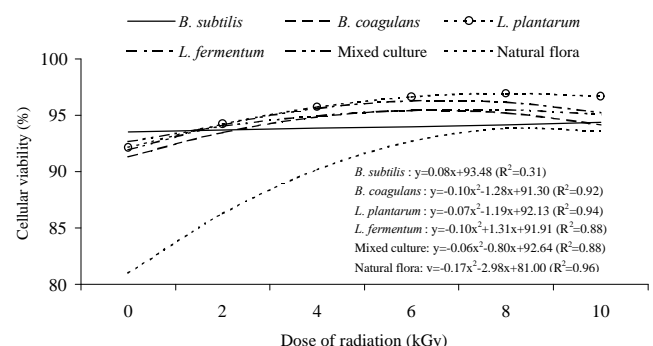 B. subtilis B. coagulans L. plantarum
L. fermentum Mixed culture Natural flora
Cellular viability (%)
100
95
90
85
80
B. subtilis : y=0.08x+93.48 (R²=0.31)
B. coagulans : y=-0.10x²-1.28x+91.30 (R²=0.92)
L. plantarum : y=-0.07x²-1.19x+92.13 (R²=0.94)
L. fermentum : y=-0.10x²+1.31x+91.91 (R²=0.88)
Mixed culture: y=-0.06x²-0.80x+92.64 (R²=0.88)
Natural flora: y=-0.17x²-2.98x+81.00 (R²=0.96)
0 2 4 6 8 10
Dose of radiation (kGy)